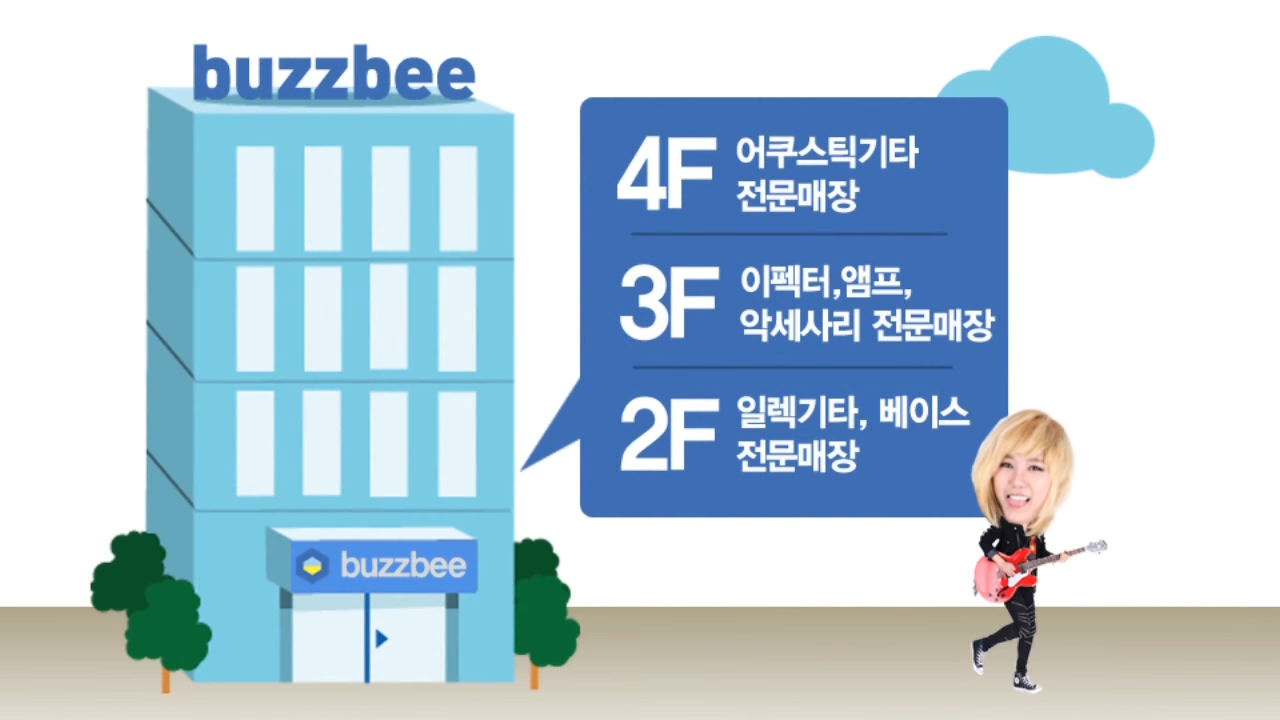 buzzbee
4F 어쿠스틱기타
전문매장
3F 이펙터,앰프,
악세사리 전문매장
2F 일렉기타, 베이스
전문매장
buzzbee